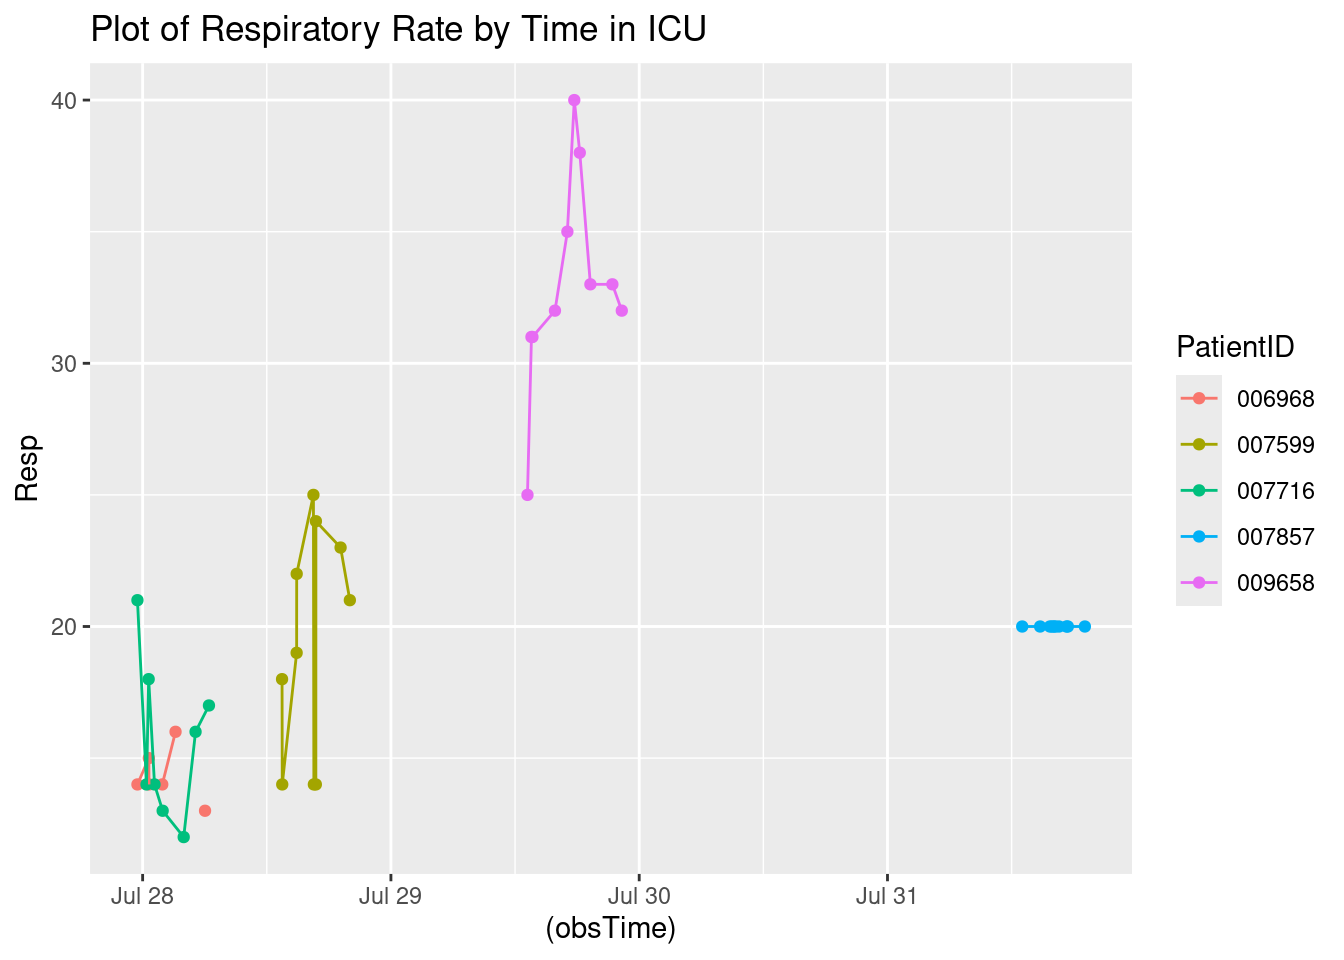 Plot of Respiratory Rate by Time in ICU
40
30
20
Resp
Jul 28
Jul 29
Jul 30
Jul 31
(obsTime)
PatientID
006968
007599
007716
007857
009658